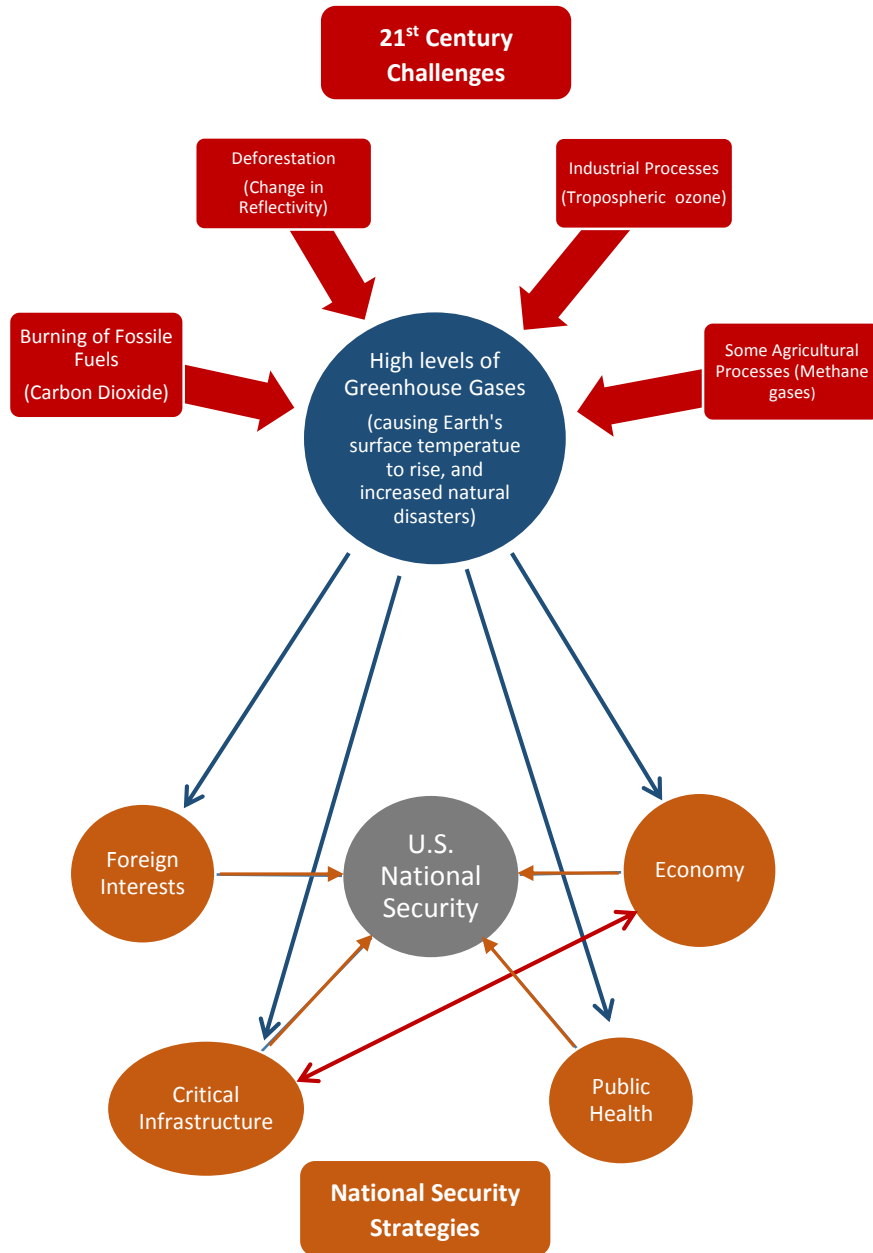 21st Century
Challenges
Deforestation
(Change in
Reflectivity)
Industrial Processes
(Tropospheric ozone)
Burning of Fossile
Fuels
(Carbon Dioxide)
High levels of
Greenhouse Gases
(causing Earth's
surface temperatue
to rise, and
increased natural
disasters)
Some Agricultural
Processes (Methane
gases)
Foreign
Interests
U.S.
National
Security
Economy
Critical
Infrastructure
Public
Health
National Security
Strategies